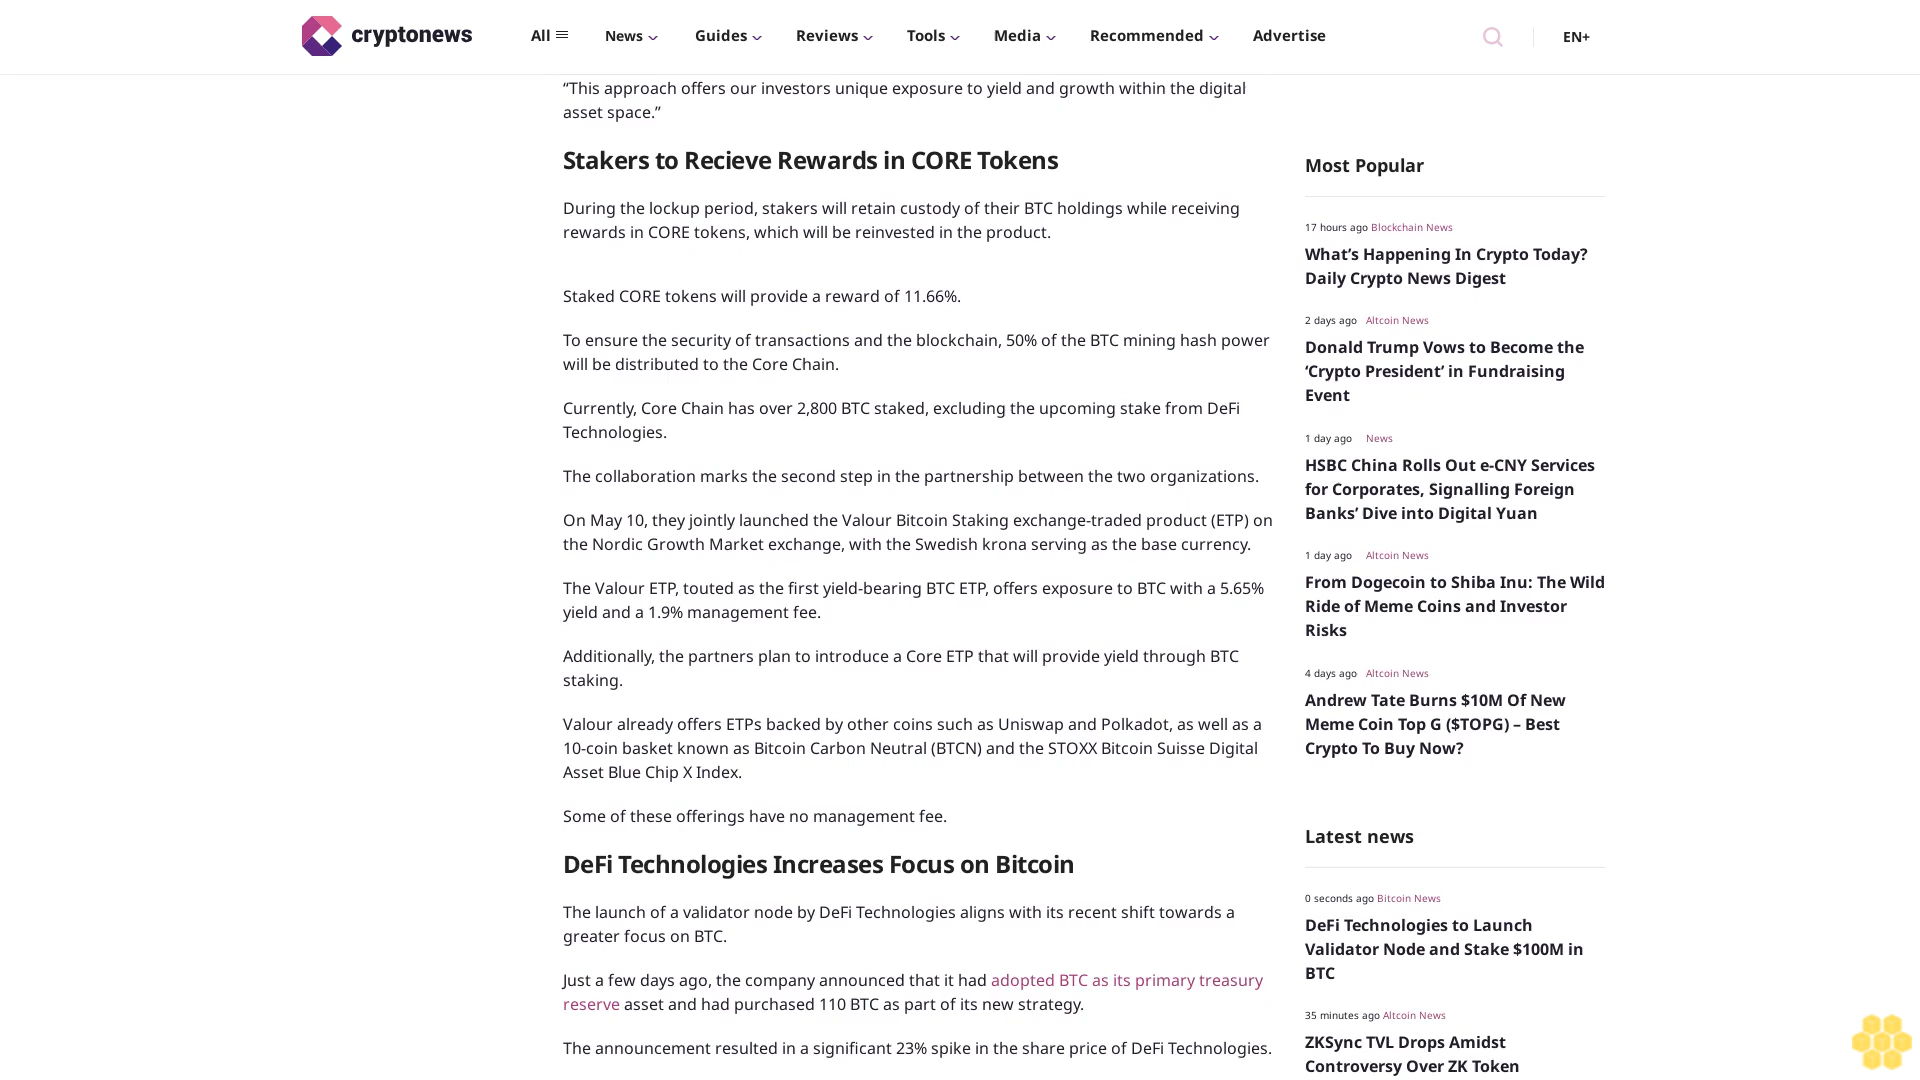 cryptonews
All
News
Guides
Reviews
Tools
Media
Recommended
Advertise
EN+
“This approach offers our investors unique exposure to yield and growth within the digital
asset space.”
Stakers to Recieve Rewards in CORE Tokens
During the lockup period, stakers will retain custody of their BTC holdings while receiving
rewards in CORE tokens, which will be reinvested in the product.
Staked CORE tokens will provide a reward of 11.66%.
To ensure the security of transactions and the blockchain, 50% of the BTC mining hash power
will be distributed to the Core Chain.
Currently, Core Chain has over 2,800 BTC staked, excluding the upcoming stake from DeFi
Technologies.
The collaboration marks the second step in the partnership between the two organizations.
On May 10, they jointly launched the Valour Bitcoin Staking exchange-traded product (ETP) on
the Nordic Growth Market exchange, with the Swedish krona serving as the base currency.
The Valour ETP, touted as the first yield-bearing BTC ETP, offers exposure to BTC with a 5.65%
yield and a 1.9% management fee.
Additionally, the partners plan to introduce a Core ETP that will provide yield through BTC
staking.
Valour already offers ETPs backed by other coins such as Uniswap and Polkadot, as well as a
10-coin basket known as Bitcoin Carbon Neutral (BTCN) and the STOXX Bitcoin Suisse Digital
Asset Blue Chip X Index.
Some of these offerings have no management fee.
DeFi Technologies Increases Focus on Bitcoin
The launch of a validator node by DeFi Technologies aligns with its recent shift towards a
greater focus on BTC.
Just a few days ago, the company announced that it had adopted BTC as its primary treasury
reserve asset and had purchased 110 BTC as part of its new strategy.
The announcement resulted in a significant 23% spike in the share price of DeFi Technologies.
Most Popular
17 hours ago Blockchain News
What’s Happening In Crypto Today?
Daily Crypto News Digest
2 days ago Altcoin News
Donald Trump Vows to Become the
‘Crypto President’ in Fundraising
Event
1 day ago News
HSBC China Rolls Out e-CNY Services
for Corporates, Signalling Foreign
Banks’ Dive into Digital Yuan
1 day ago Altcoin News
From Dogecoin to Shiba Inu: The Wild
Ride of Meme Coins and Investor
Risks
4 days ago Altcoin News
Andrew Tate Burns $10M Of New
Meme Coin Top G ($TOPG) – Best
Crypto To Buy Now?
Latest news
0 seconds ago Bitcoin News
DeFi Technologies to Launch
Validator Node and Stake $100M in
BTC
35 minutes ago Altcoin News
ZKSync TVL Drops Amidst
Controversy Over ZK Token